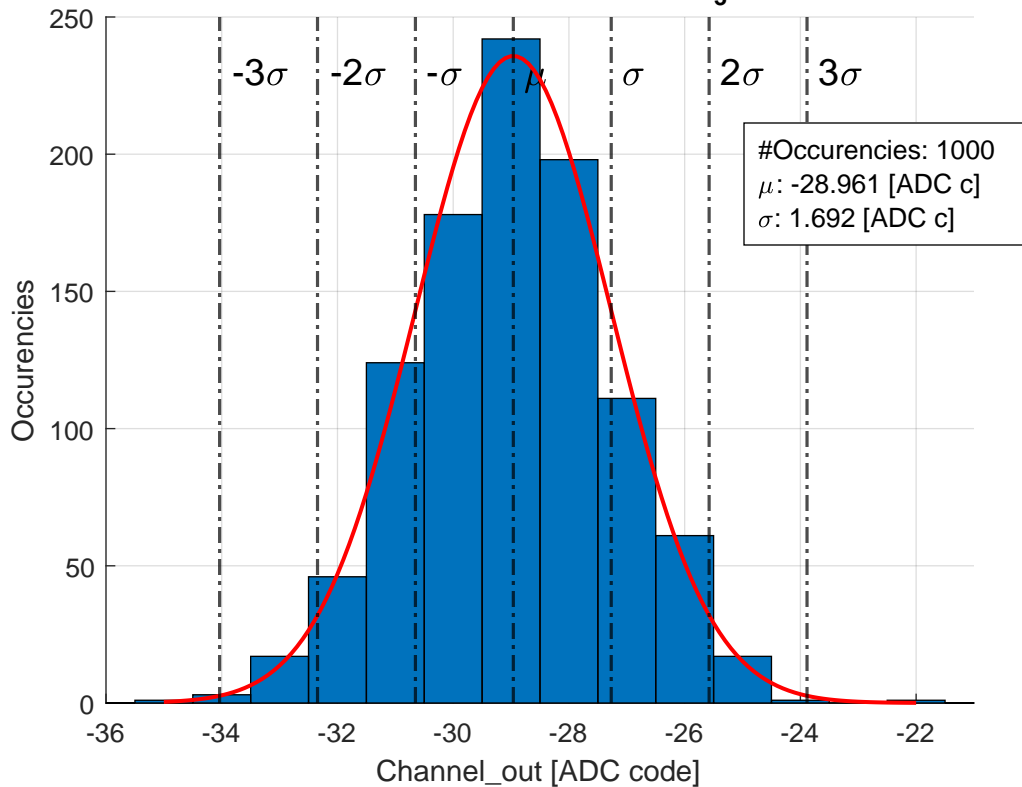 250
-3σ -2σ -σ μ σ 2σ 3σ
#Occurencies: 1000
μ: -28.961 [ADC c]
σ: 1.692 [ADC c]
200
150
100
50
0
Occurencies
-36 -34 -32 -30 -28 -26 -24 -22
Channel_out [ADC code]